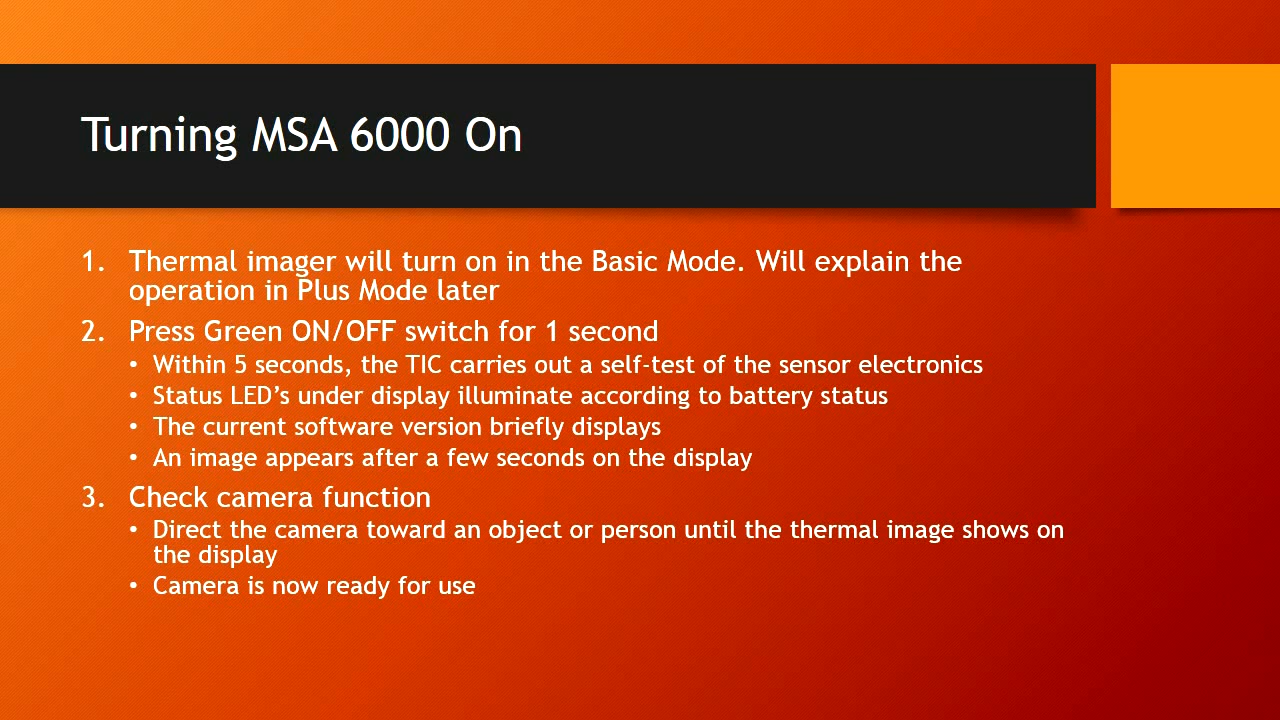 Turning MSA 6000 On
1. Thermal imager will turn on in the Basic Mode. Will explain the
operation in Plus Mode later
2. Press Green ON/OFF switch for 1 second
• Within 5 seconds, the TIC carries out a self-test of the sensor electronics
• Status LED’s under display illuminate according to battery status
• The current software version briefly displays
• An image appears after a few seconds on the display
3. Check camera function
• Direct the camera toward an object or person until the thermal image shows on
the display
• Camera is now ready for use